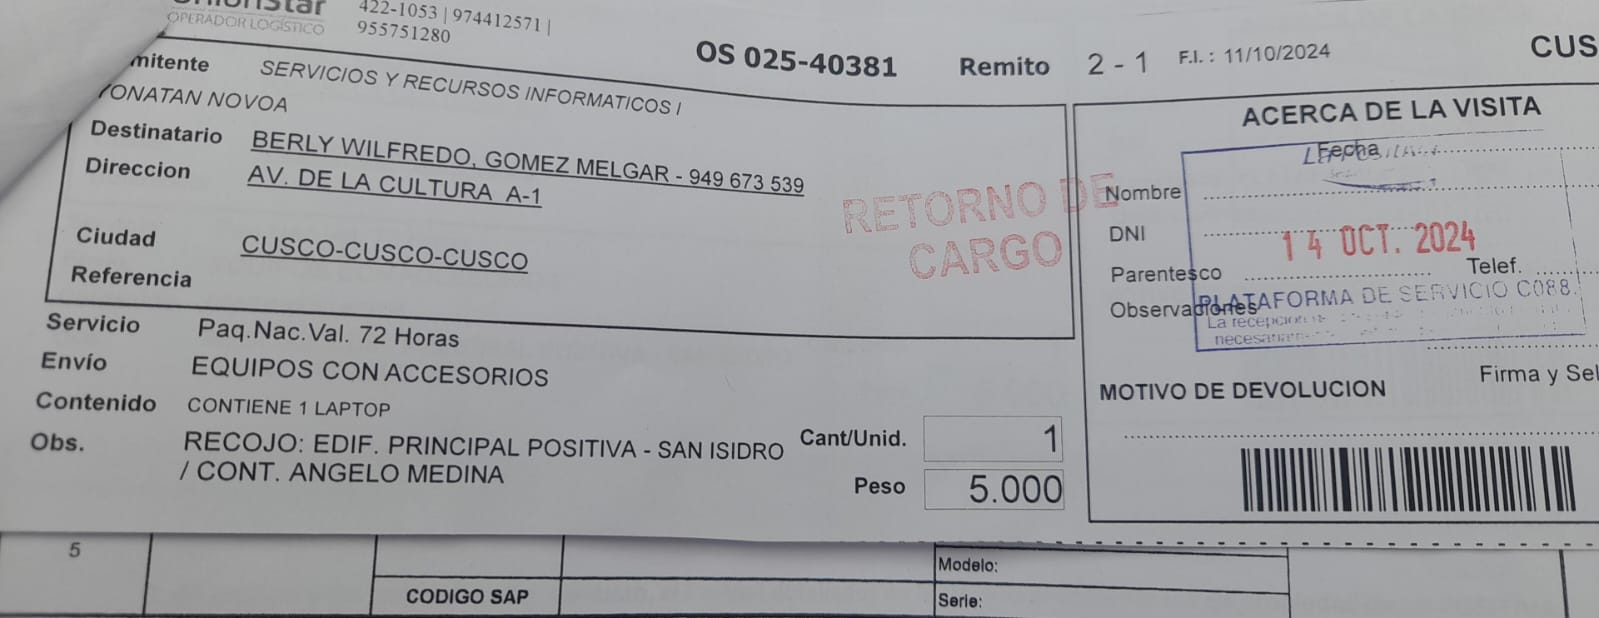 OPERADOR LOGÍSTICO
422-1053 | 974412571 |
955751280
OS 025-40381 Remito 2 - 1 F.I. : 11/10/2024 CUS
mitente SERVICIOS Y RECURSOS INFORMATICOS I
YONATAN NOVOA
Destinatario BERLY WILFREDO, GOMEZ MELGAR - 949 673 539
Direccion AV. DE LA CULTURA A-1
Ciudad CUSCO-CUSCO-CUSCO
Referencia
RETORNO DE
CARGO
Servicio Paq.Nac.Val. 72 Horas
Envío EQUIPOS CON ACCESORIOS
Contenido CONTIENE 1 LAPTOP
Obs. RECOJO: EDIF. PRINCIPAL POSITIVA - SAN ISIDRO
/ CONT. ANGELO MEDINA
Cant/Unid. 1
Peso 5.000
ACERCA DE LA VISITA
Fecha
Nombre
DNI
14 OCT. 2024
Parentesco Telef.
Observaciones
PLATAFORMA DE SERVICIO C088.
La recepcion
MOTIVO DE DEVOLUCION
Firma y Sel
5
CODIGO SAP
Modelo:
Serie: